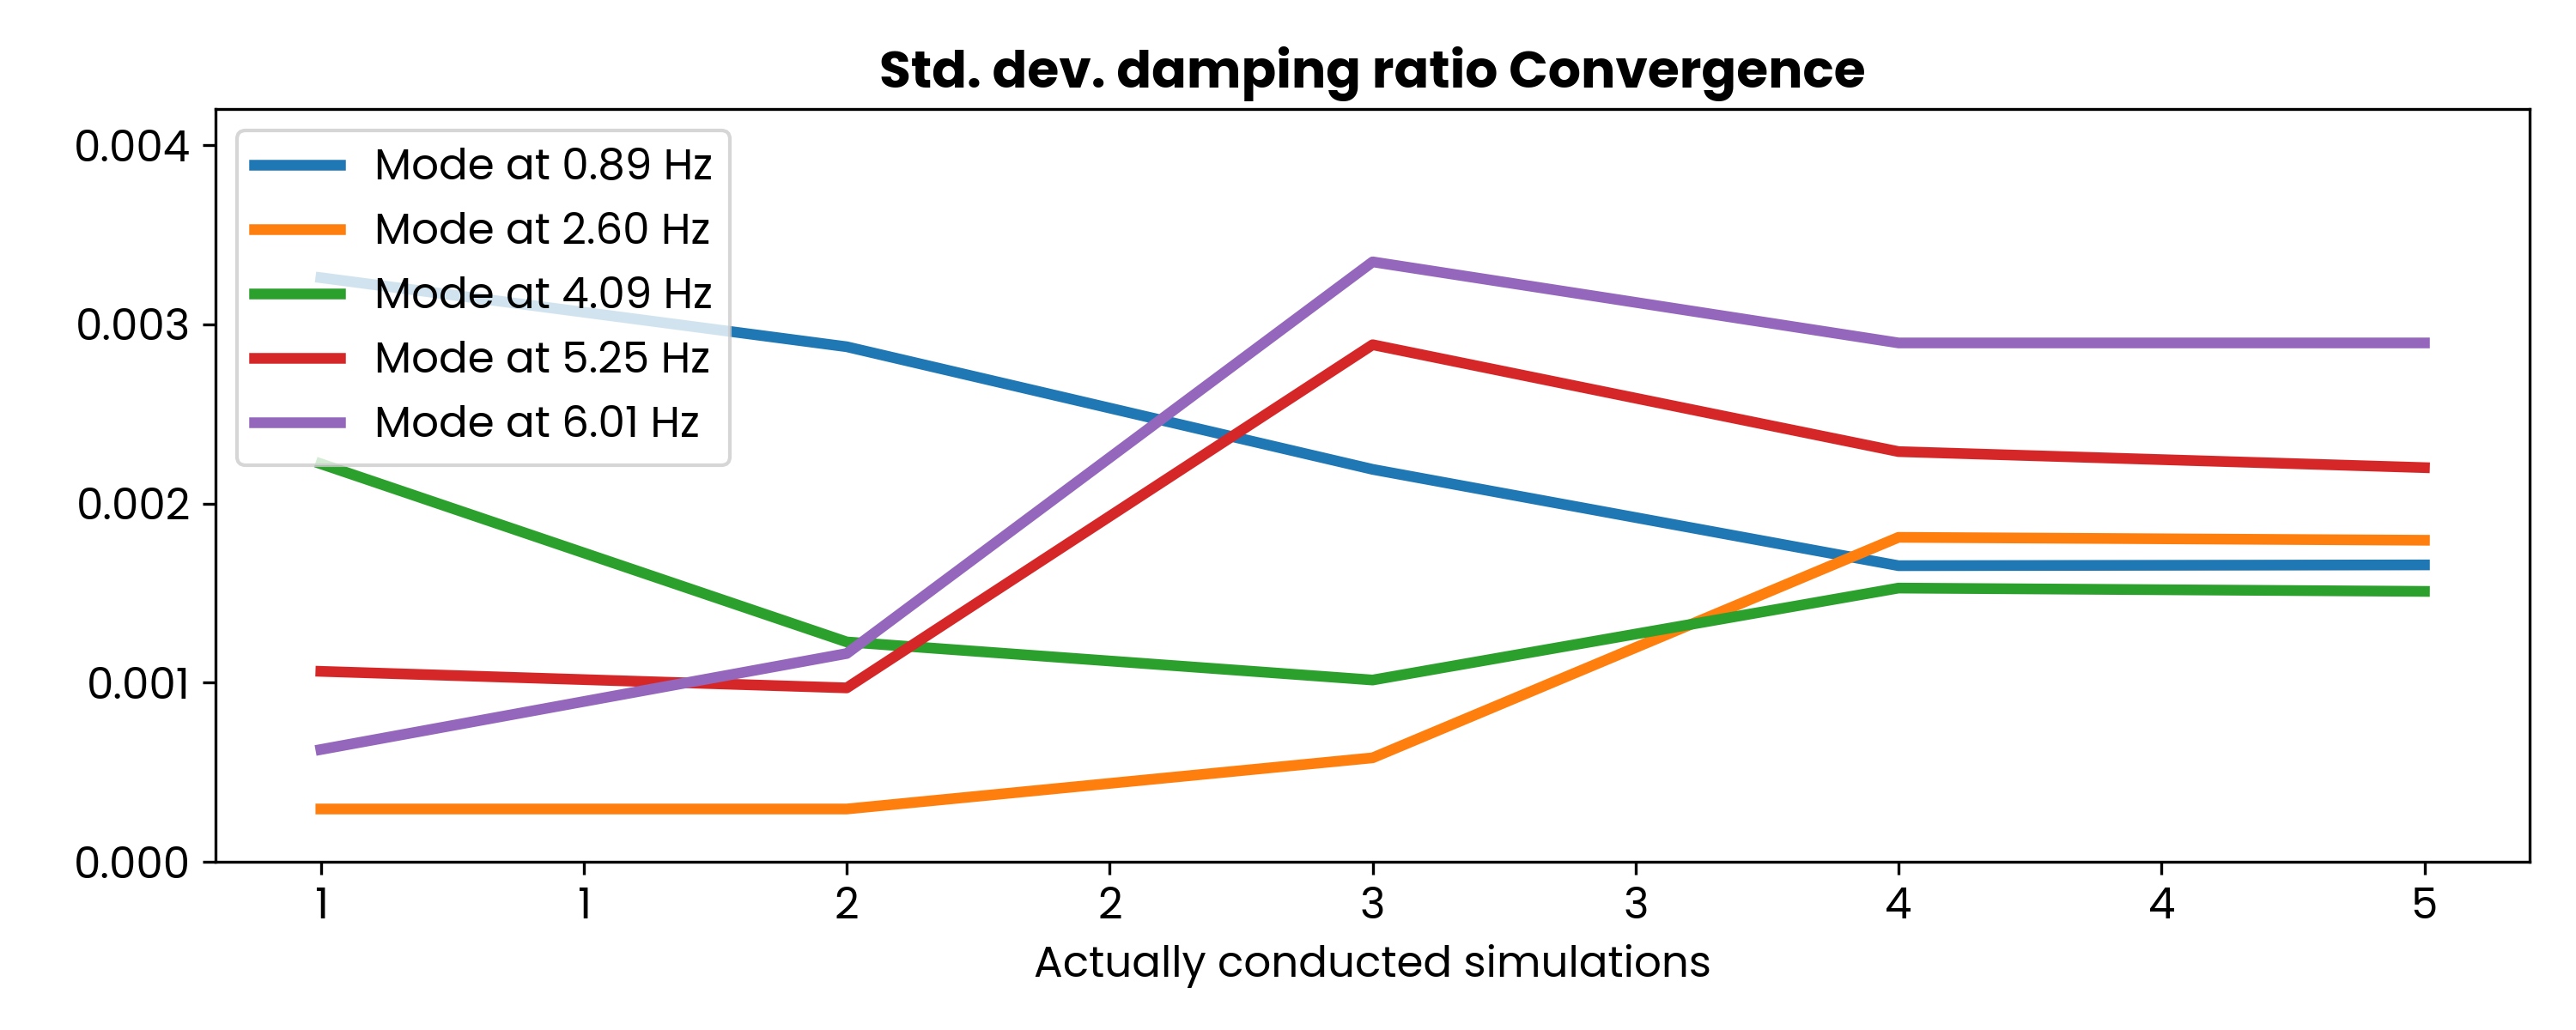 Std. dev. damping ratio Convergence
0.004
0.003
0.002
0.001
0.000
Mode at 0.89 Hz
Mode at 2.60 Hz
Mode at 4.09 Hz
Mode at 5.25 Hz
Mode at 6.01 Hz
1 1 2 2 3 3 4 4 5
Actually conducted simulations